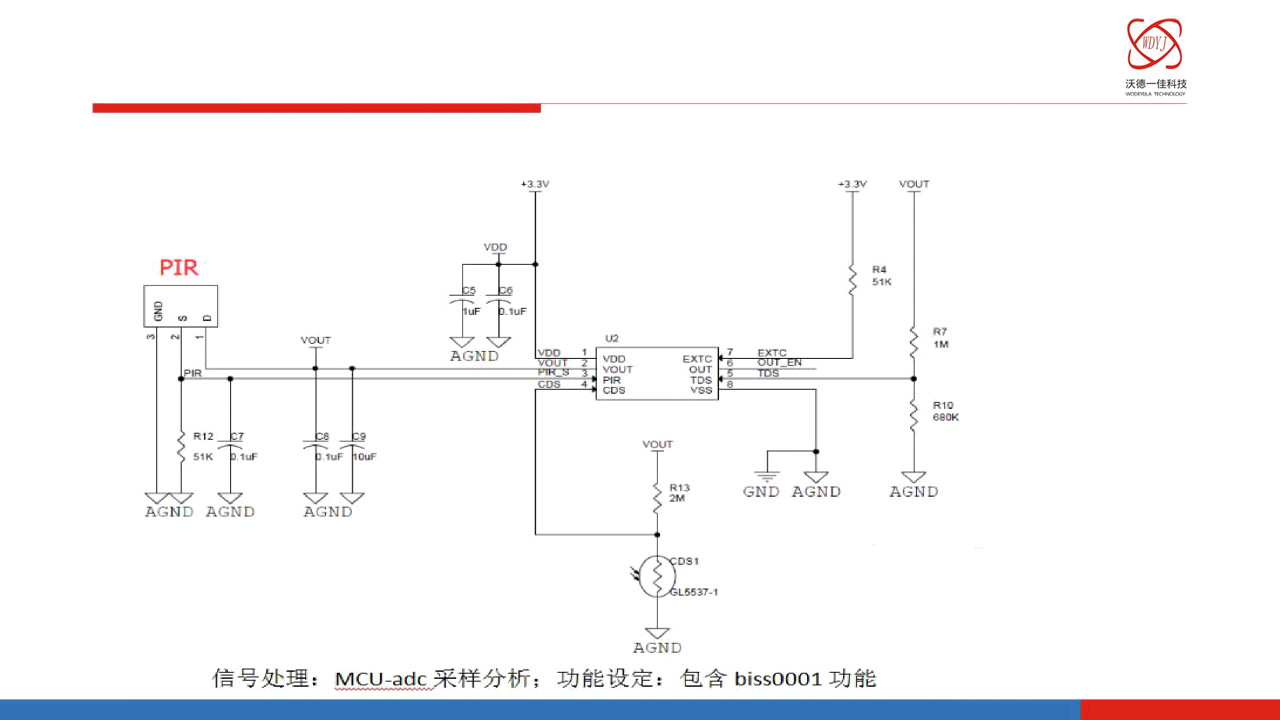 WDYJ
沃德一佳科技
WODEYIJIA TECHNOLOGY
+3.3V
+3.3V
VOUT
VDD
PIR
R4
51K
C5
C6
1uF
0.1uF
GND
S
D
R7
1M
3
2
1
VOUT
U2
AGND
VDD 1
VOUT 2
PIR_S 3
CDS 4
VDD
VOUT
PIR
CDS
EXTC
OUT
TDS
VSS
7 EXTC
6 OUT_EN
5 TDS
8
PIR
R10
680K
R12
51K
C7
0.1uF
C8
0.1uF
C9
10uF
VOUT
R13
2M
GND
AGND
AGND
AGND
AGND
AGND
CDS1
GL5537-1
AGND
信号处理：MCU-adc 采样分析；功能设定：包含 biss0001 功能